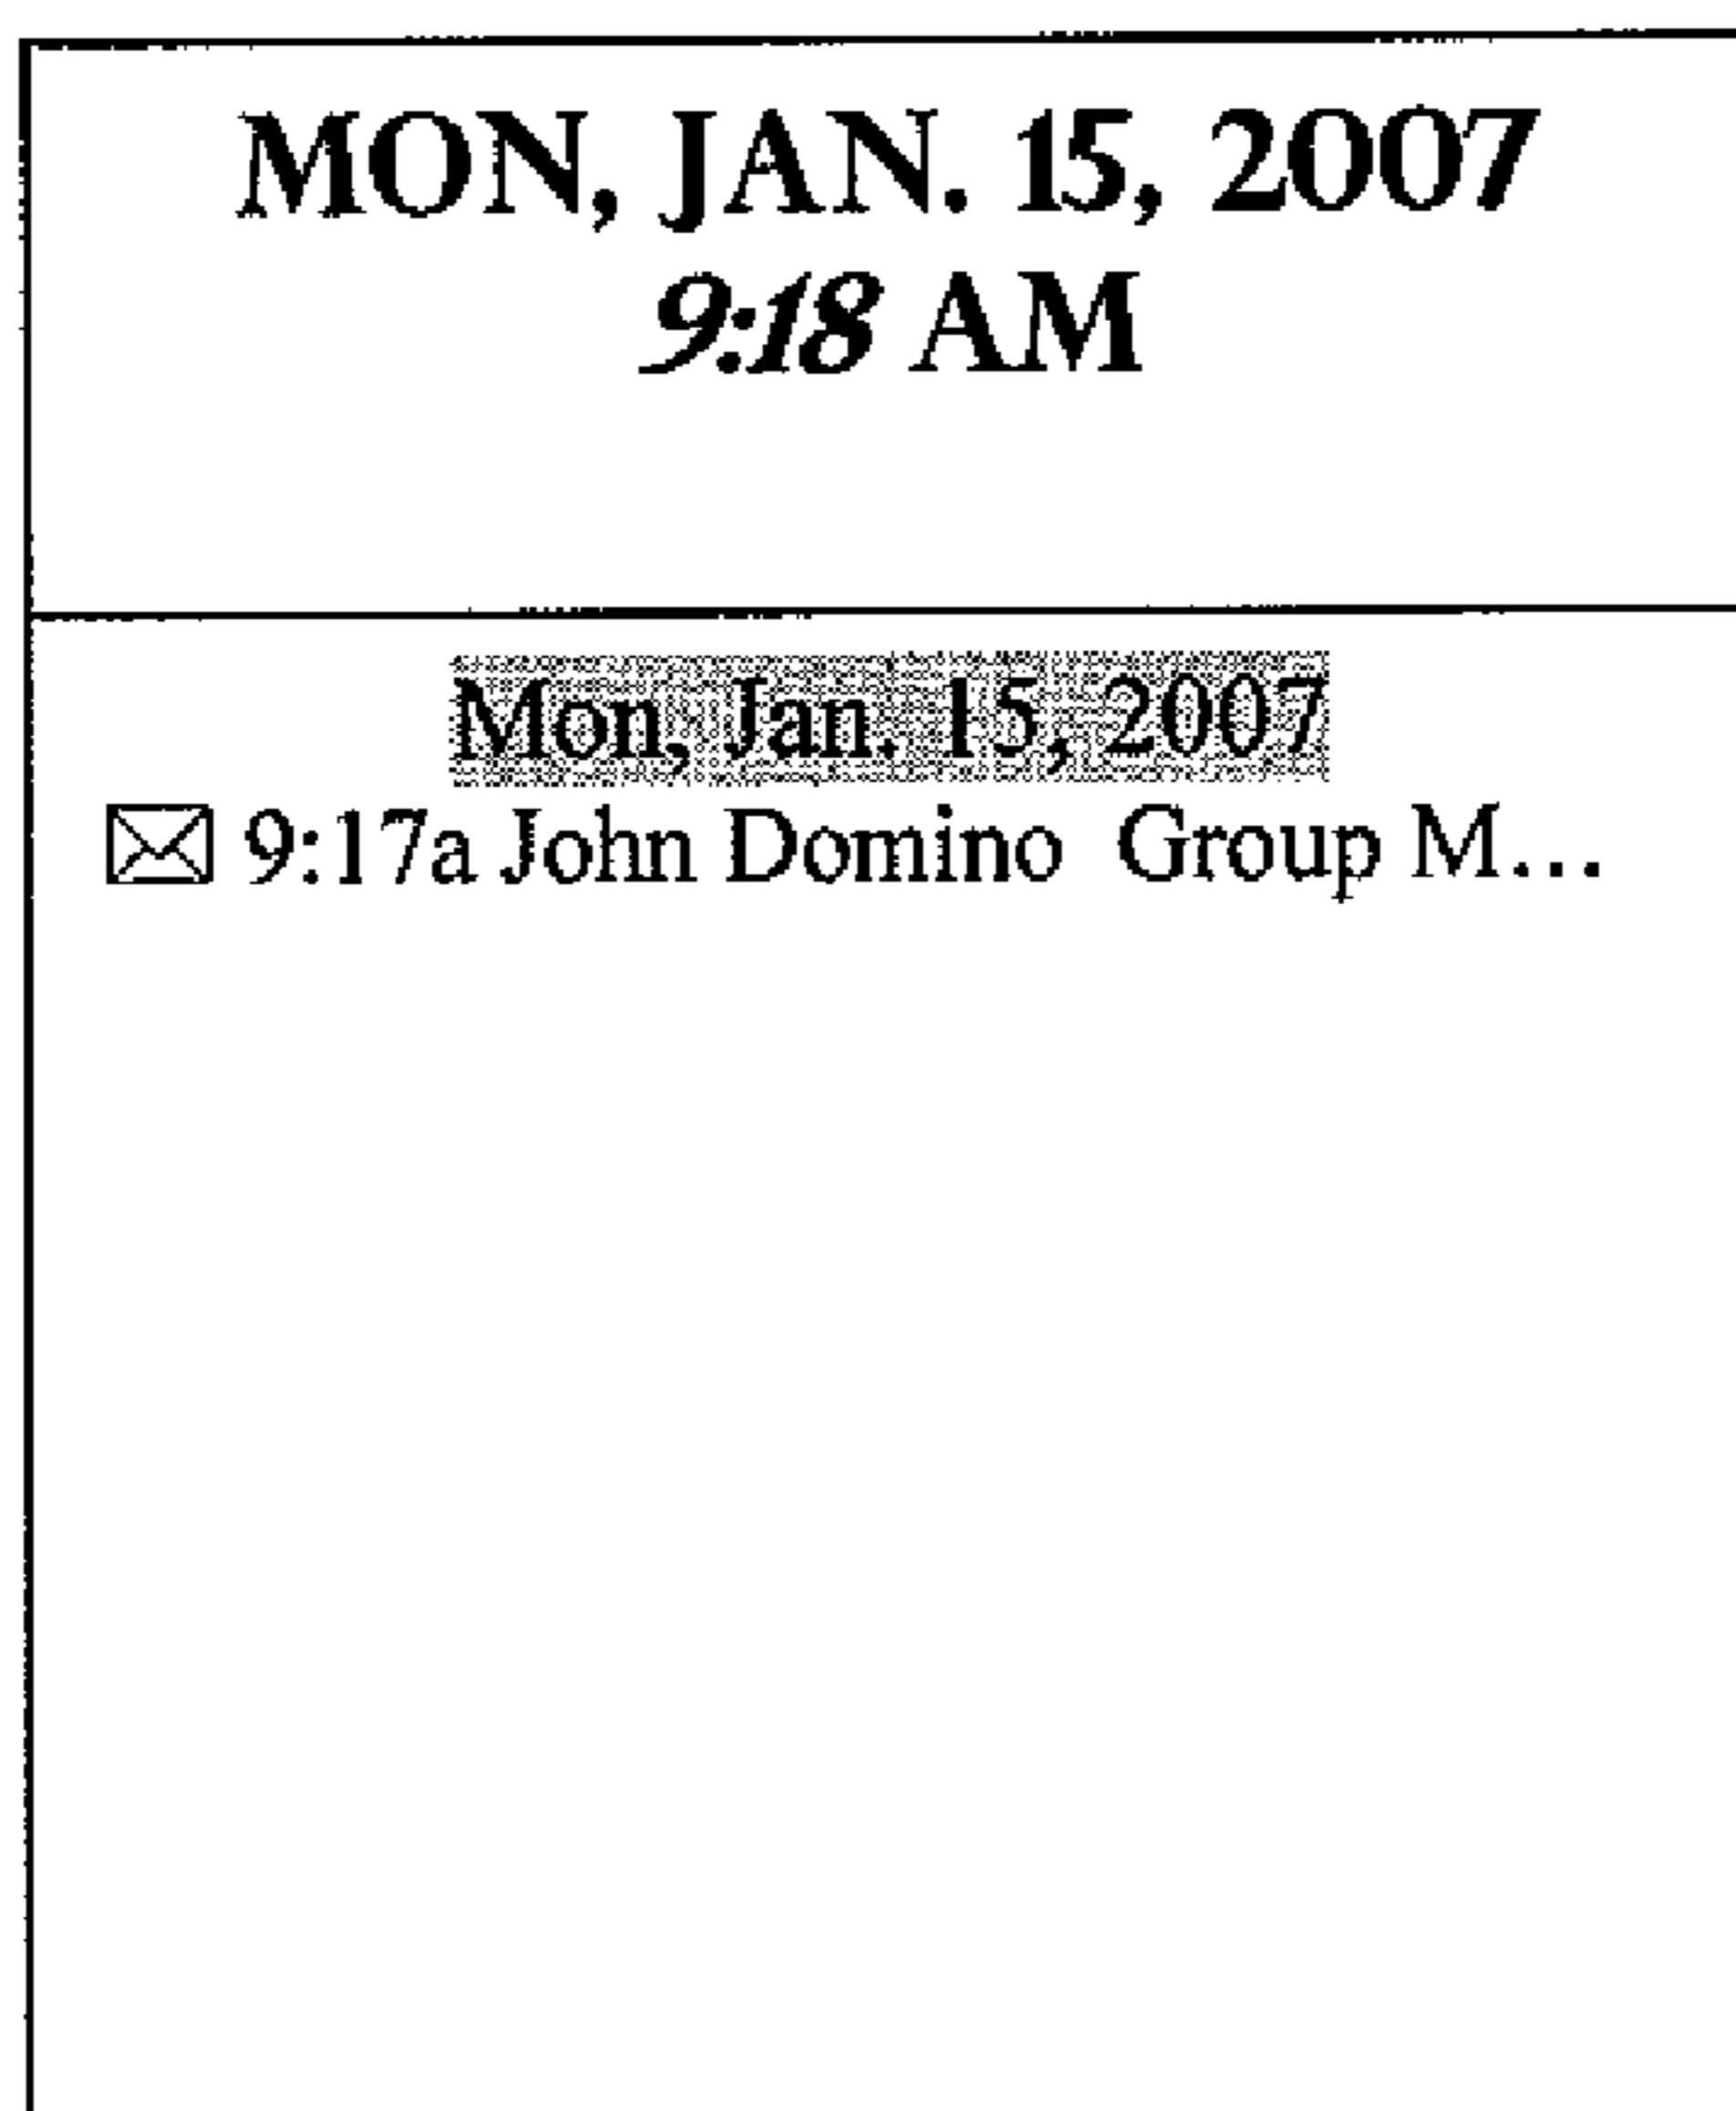 MON, JAN. 15, 2007
9:18 AM
Mon, Jan. 15, 2007
9:17a John Domino Group M...